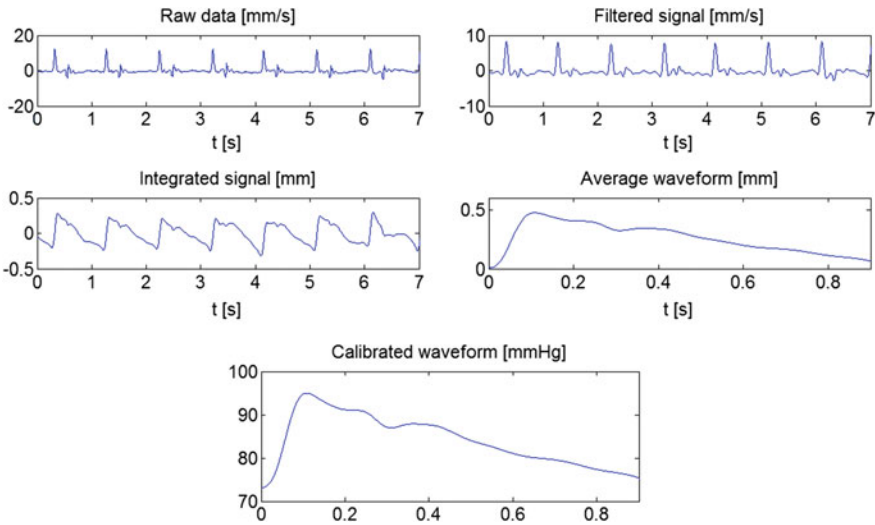 Raw data [mm/s]
20
0
-20
0 1 2 3 4 5 6 7
t [s]
Filtered signal [mm/s]
10
0
-10
0 1 2 3 4 5 6 7
t [s]
Integrated signal [mm]
0.5
0
-0.5
0 1 2 3 4 5 6 7
t [s]
Average waveform [mm]
0.5
0
0 0.2 0.4 0.6 0.8
t [s]
Calibrated waveform [mmHg]
100
90
80
70
0 0.2 0.4 0.6 0.8